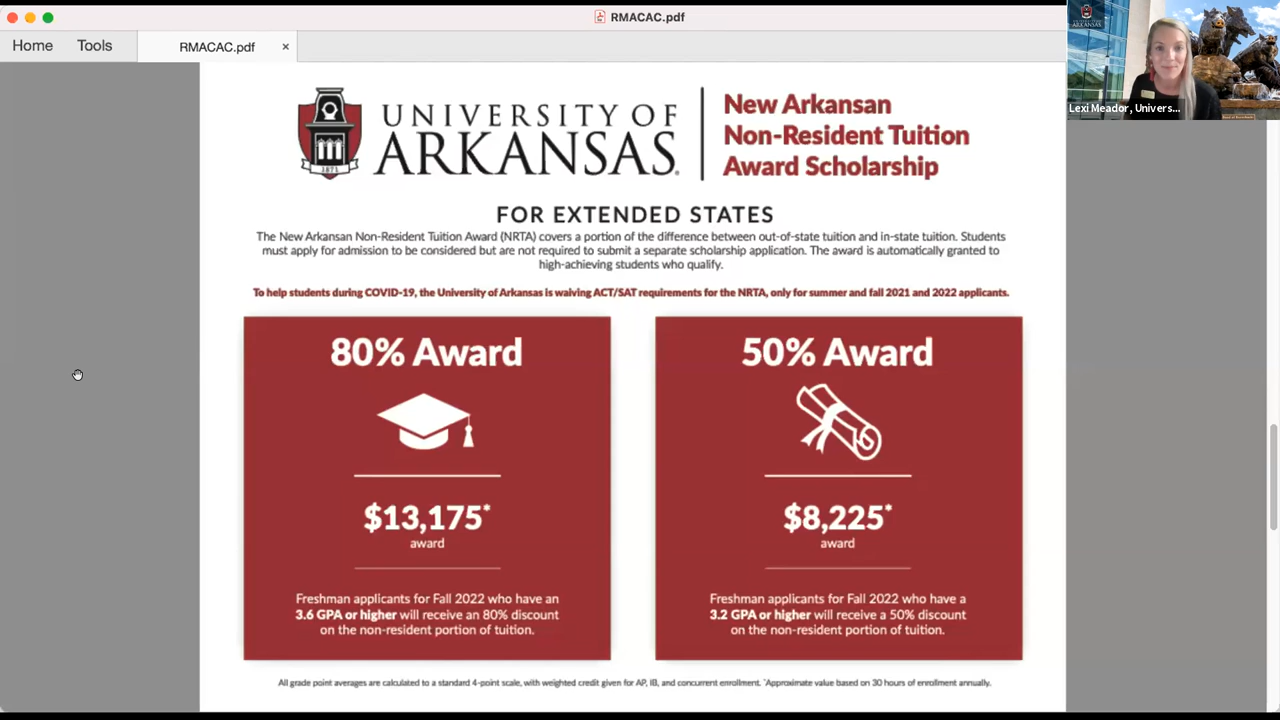 RMACAC.pdf
Home Tools RMACAC.pdf ×
UNIVERSITY OF
ARKANSAS
Lexi Meador, Univers...
UNIVERSITY OF
ARKANSAS.
1871
New Arkansan
Non-Resident Tuition
Award Scholarship
FOR EXTENDED STATES
The New Arkansan Non-Resident Tuition Award (NRTA) covers a portion of the difference between out-of-state tuition and in-state tuition. Students
must apply for admission to be considered but are not required to submit a separate scholarship application. The award is automatically granted to
high-achieving students who qualify.
To help students during COVID-19, the University of Arkansas is waiving ACT/SAT requirements for the NRTA, only for summer and fall 2021 and 2022 applicants.
80% Award
$13,175*
award
Freshman applicants for Fall 2022 who have an
3.6 GPA or higher will receive an 80% discount
on the non-resident portion of tuition.
50% Award
$8,225*
award
Freshman applicants for Fall 2022 who have a
3.2 GPA or higher will receive a 50% discount
on the non-resident portion of tuition.
All grade point averages are calculated to a standard 4-point scale, with weighted credit given for AP, IB, and concurrent enrollment. *Approximate value based on 30 hours of enrollment annually.